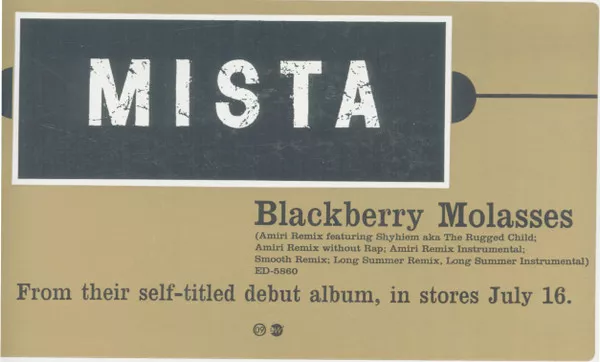 MISTA
Blackberry Molasses
(Amiri Remix featuring Shyhiem aka The Rugged Child;
Amiri Remix without Rap; Amiri Remix Instrumental;
Smooth Remix; Long Summer Remix, Long Summer Instrumental)
ED-5860
From their self-titled debut album, in stores July 16.